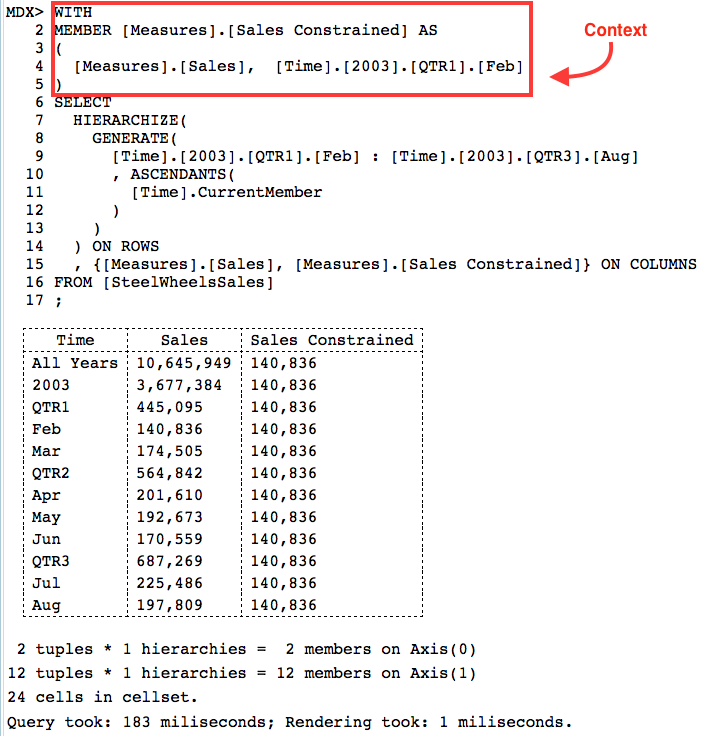 MDX> WITH
2 MEMBER [Measures].[Sales Constrained] AS
Context
3 (
4 [Measures].[Sales], [Time].[2003].[QTR1].[Feb]
5 )
6 SELECT
7 HIERARCHIZE(
8 GENERATE(
9 [Time].[2003].[QTR1].[Feb] : [Time].[2003].[QTR3].[Aug]
10 , ASCENDANTS(
11 [Time].CurrentMember
12 )
13 )
14 ) ON ROWS
15 , {[Measures].[Sales], [Measures].[Sales Constrained]} ON COLUMNS
16 FROM [SteelWheelsSales]
17 ;
Time Sales Sales Constrained
All Years 10,645,949 140,836
2003 3,677,384 140,836
QTR1 445,095 140,836
Feb 140,836 140,836
Mar 174,505 140,836
QTR2 564,842 140,836
Apr 201,610 140,836
May 192,673 140,836
Jun 170,559 140,836
QTR3 687,269 140,836
Jul 225,486 140,836
Aug 197,809 140,836
2 tuples * 1 hierarchies = 2 members on Axis(0)
12 tuples * 1 hierarchies = 12 members on Axis(1)
24 cells in cellset.
Query took: 183 miliseconds; Rendering took: 1 miliseconds.